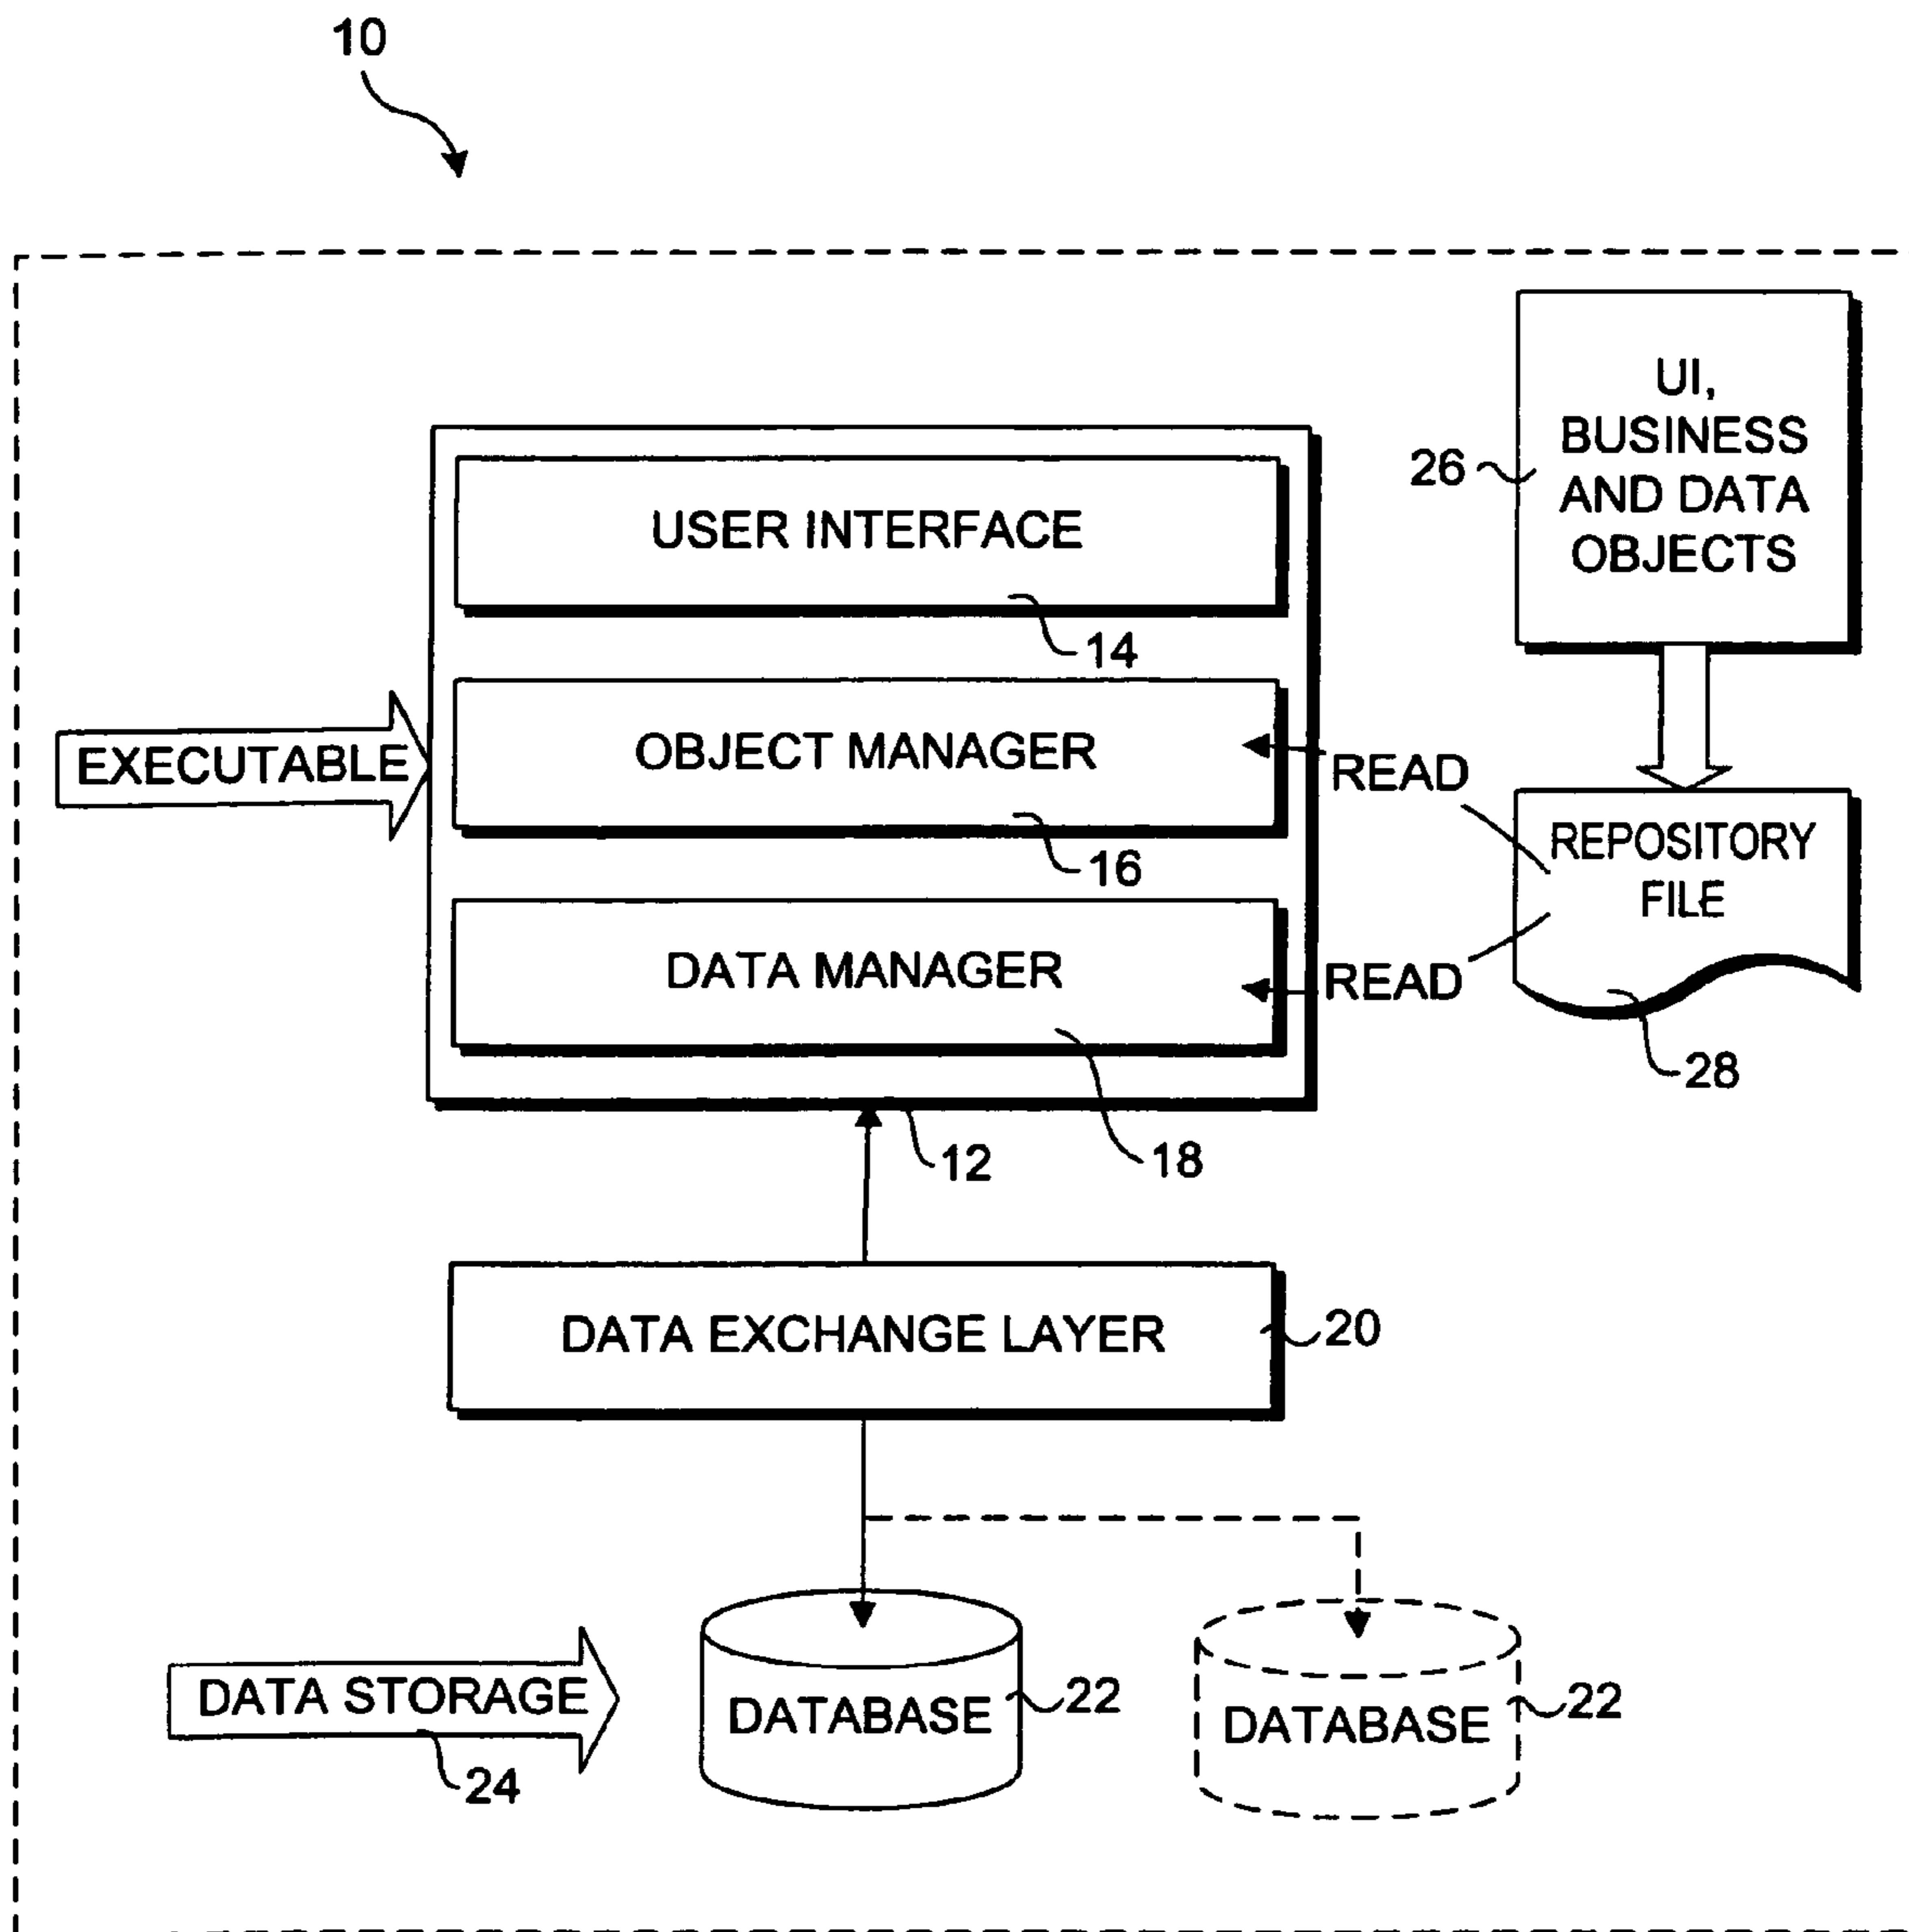 10
UI,
BUSINESS
AND DATA
OBJECTS
26
USER INTERFACE
14
EXECUTABLE
OBJECT MANAGER
READ
16
REPOSITORY
FILE
DATA MANAGER
READ
28
12
18
DATA EXCHANGE LAYER
20
DATA STORAGE
24
DATABASE
22
DATABASE
22